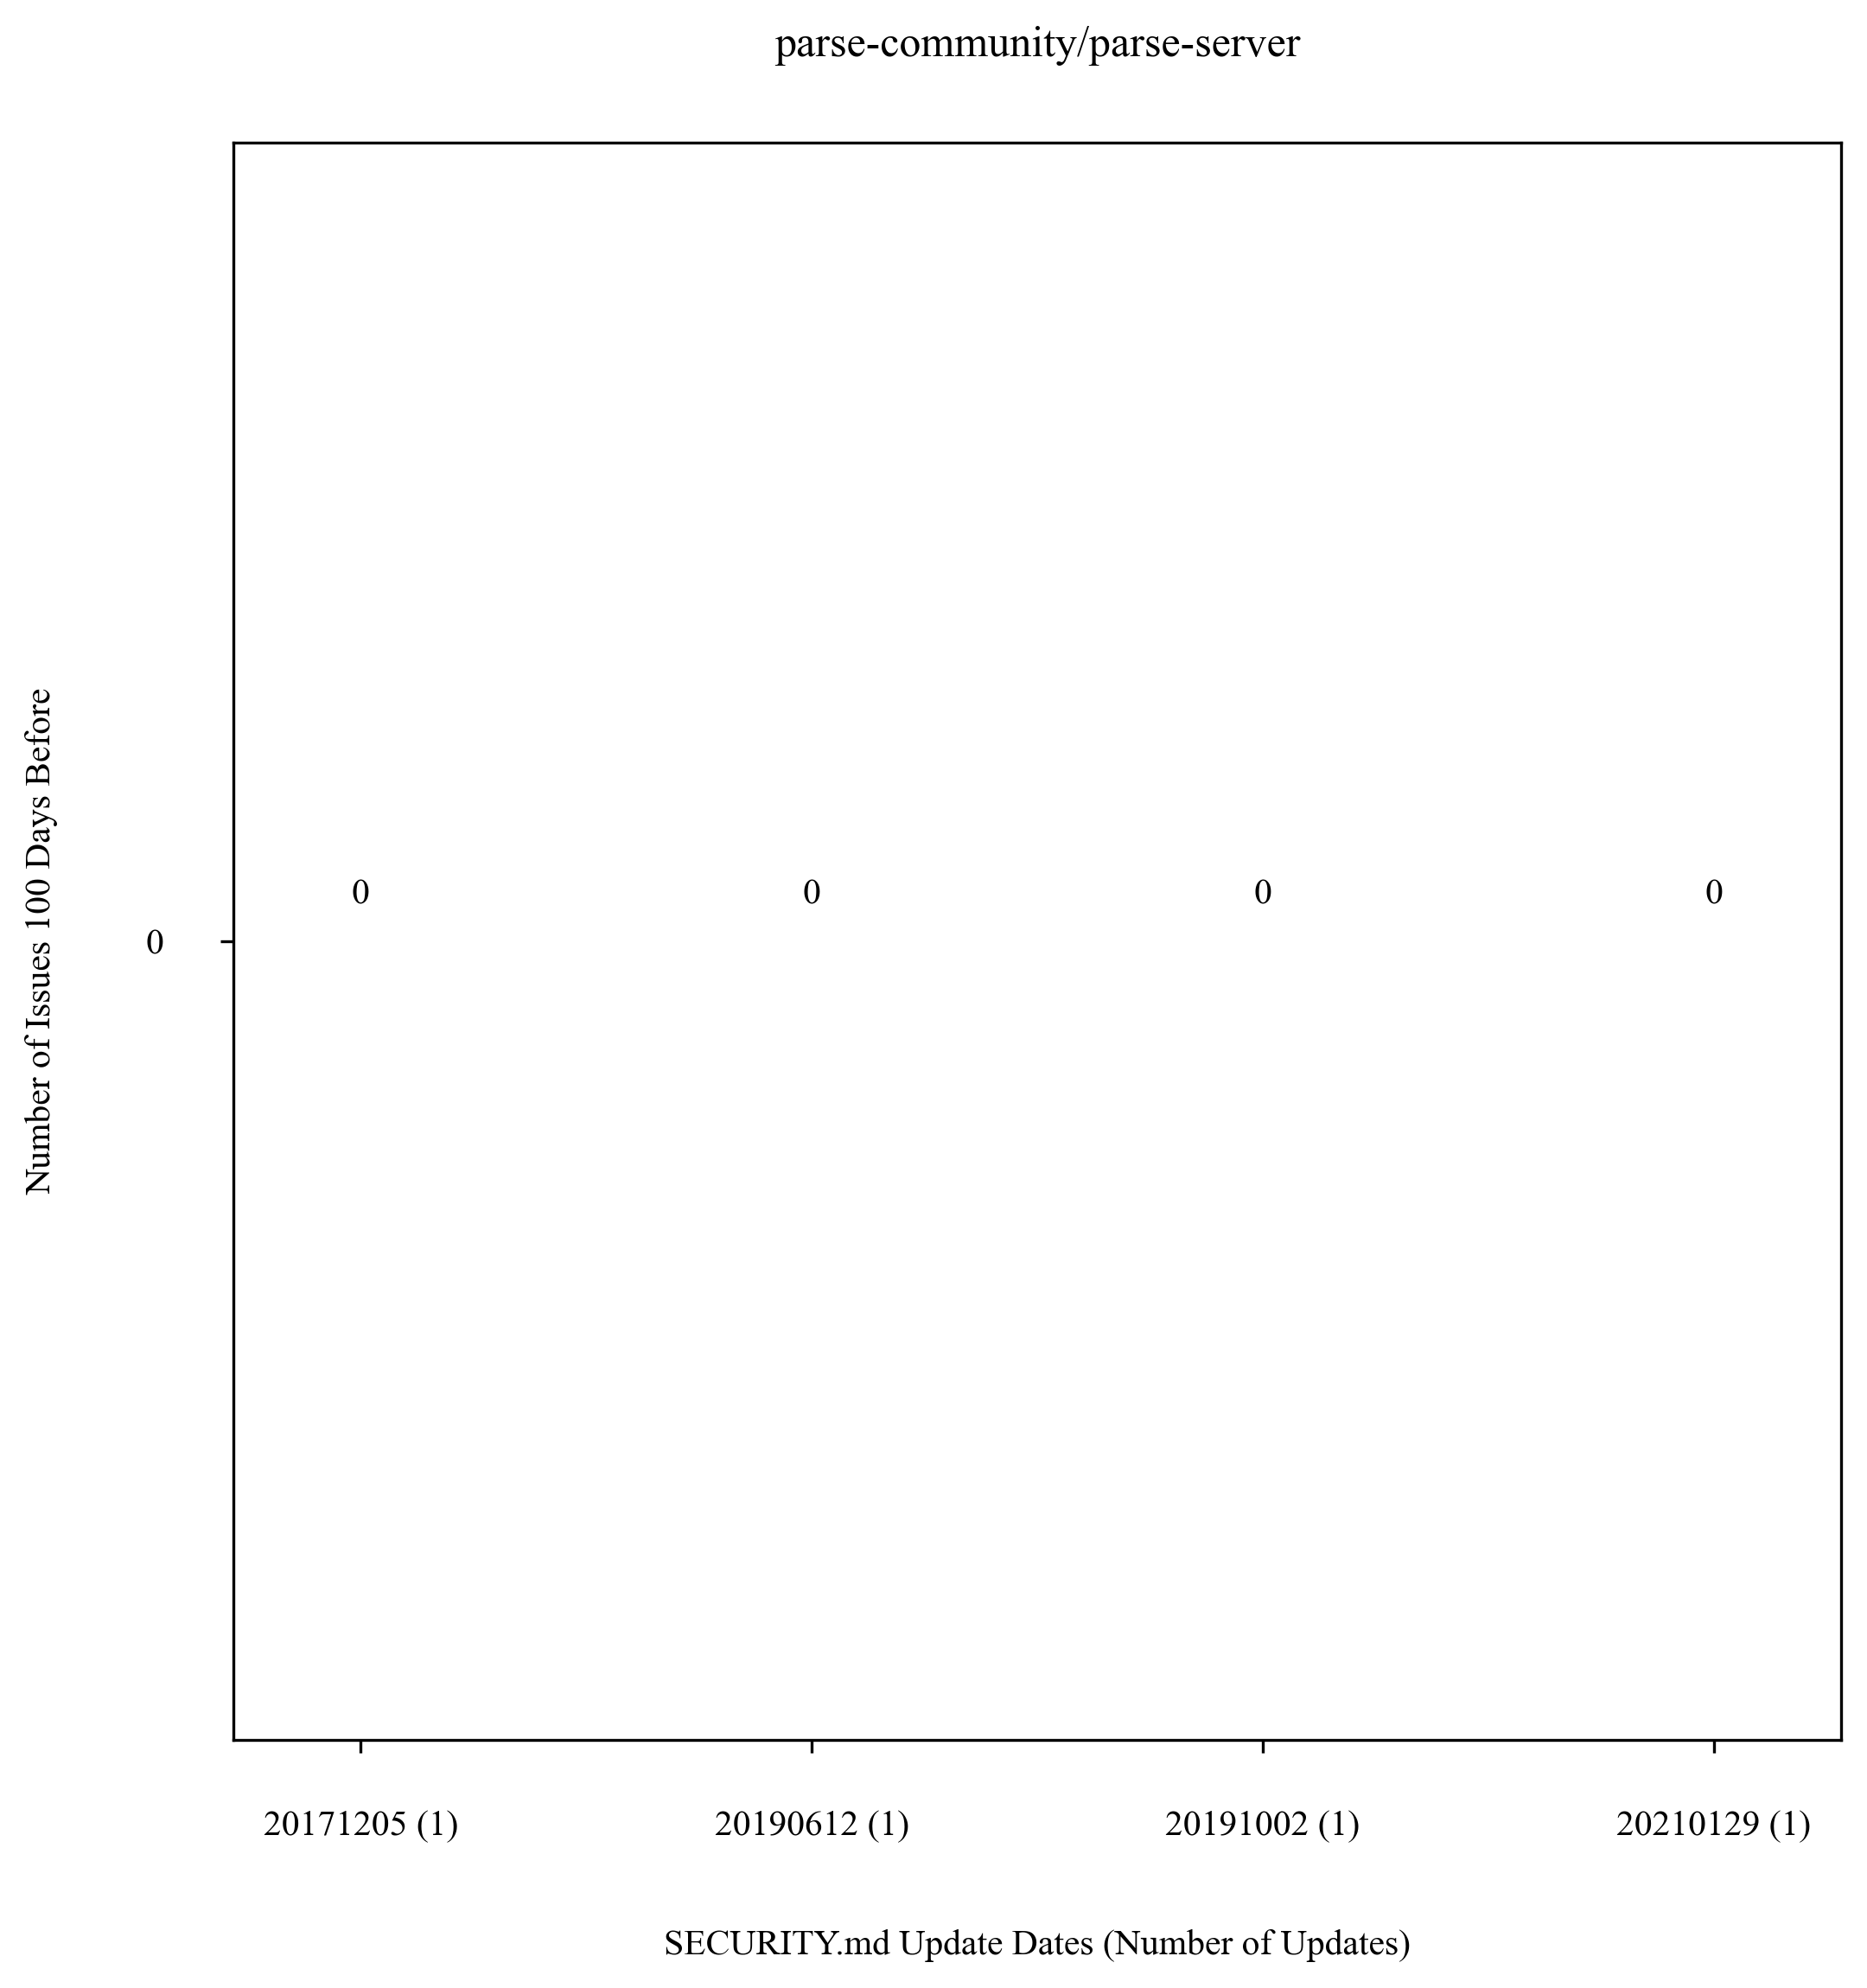 parse-community/parse-server
Number of Issues 100 Days Before
0 0 0 0
0
20171205 (1) 20190612 (1) 20191002 (1) 20210129 (1)
SECURITY.md Update Dates (Number of Updates)